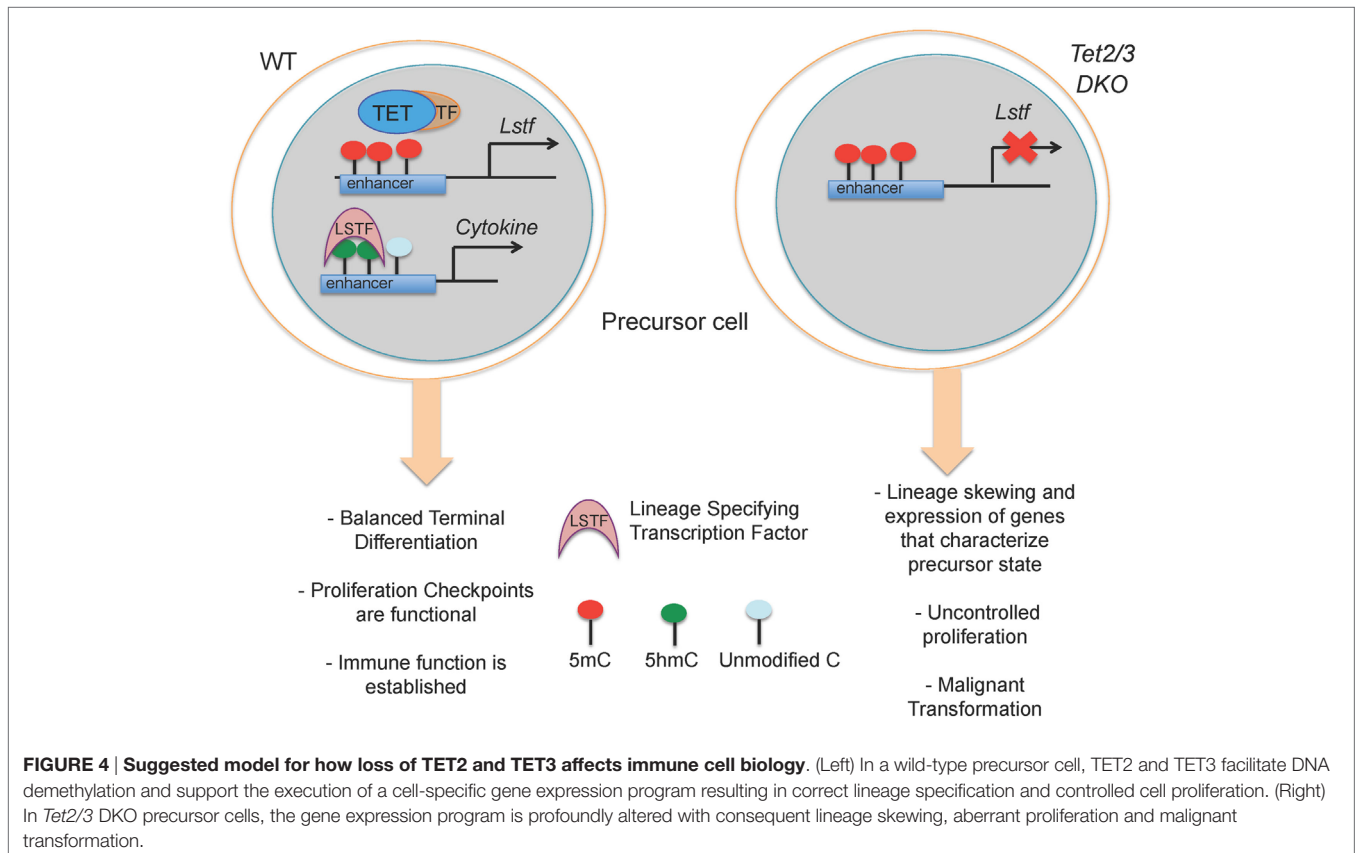 WT
Tet2/3
DKO
TET
TF
Lstf
enhancer
LSTF
Cytokine
enhancer
Lstf
enhancer
Precursor cell
- Balanced Terminal
Differentiation
- Proliferation Checkpoints
are functional
- Immune function is
established
LSTF
Lineage Specifying
Transcription Factor
5mC
5hmC
Unmodified C
- Lineage skewing and
expression of genes
that characterize
precursor state
- Uncontrolled
proliferation
- Malignant
Transformation
FIGURE 4 | Suggested model for how loss of TET2 and TET3 affects immune cell biology. (Left) In a wild-type precursor cell, TET2 and TET3 facilitate DNA
demethylation and support the execution of a cell-specific gene expression program resulting in correct lineage specification and controlled cell proliferation. (Right)
In Tet2/3 DKO precursor cells, the gene expression program is profoundly altered with consequent lineage skewing, aberrant proliferation and malignant
transformation.